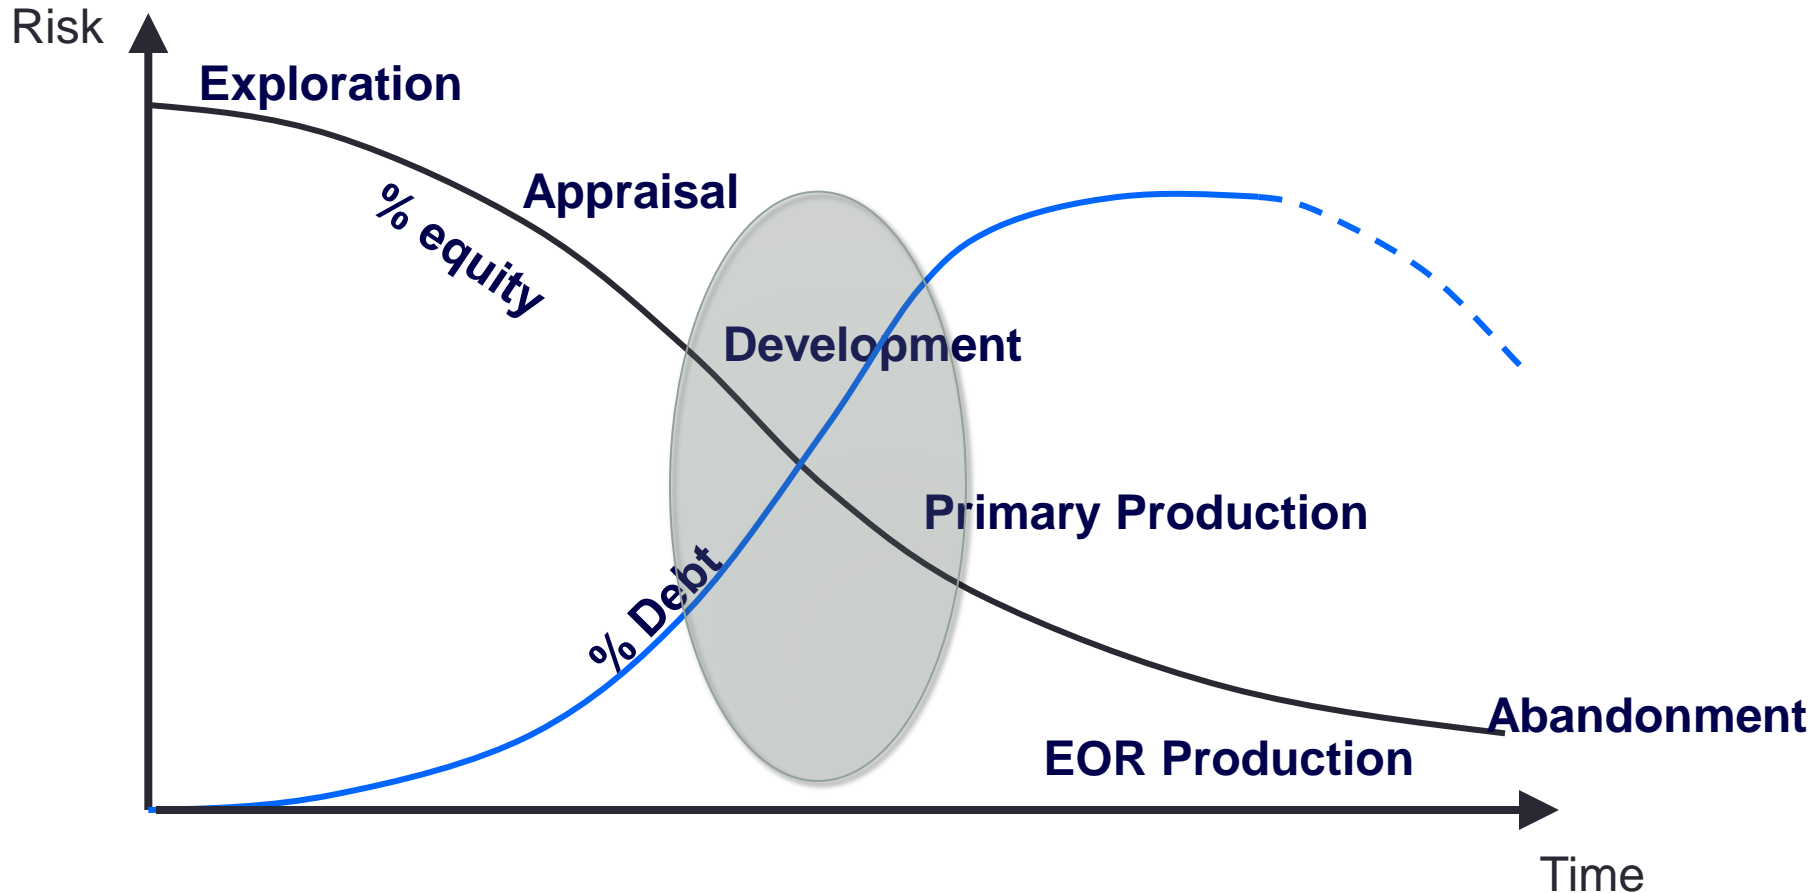 Risk
Exploration
Appraisal
% equity
Development
Primary Production
% Debt
Abandonment
EOR Production
Time